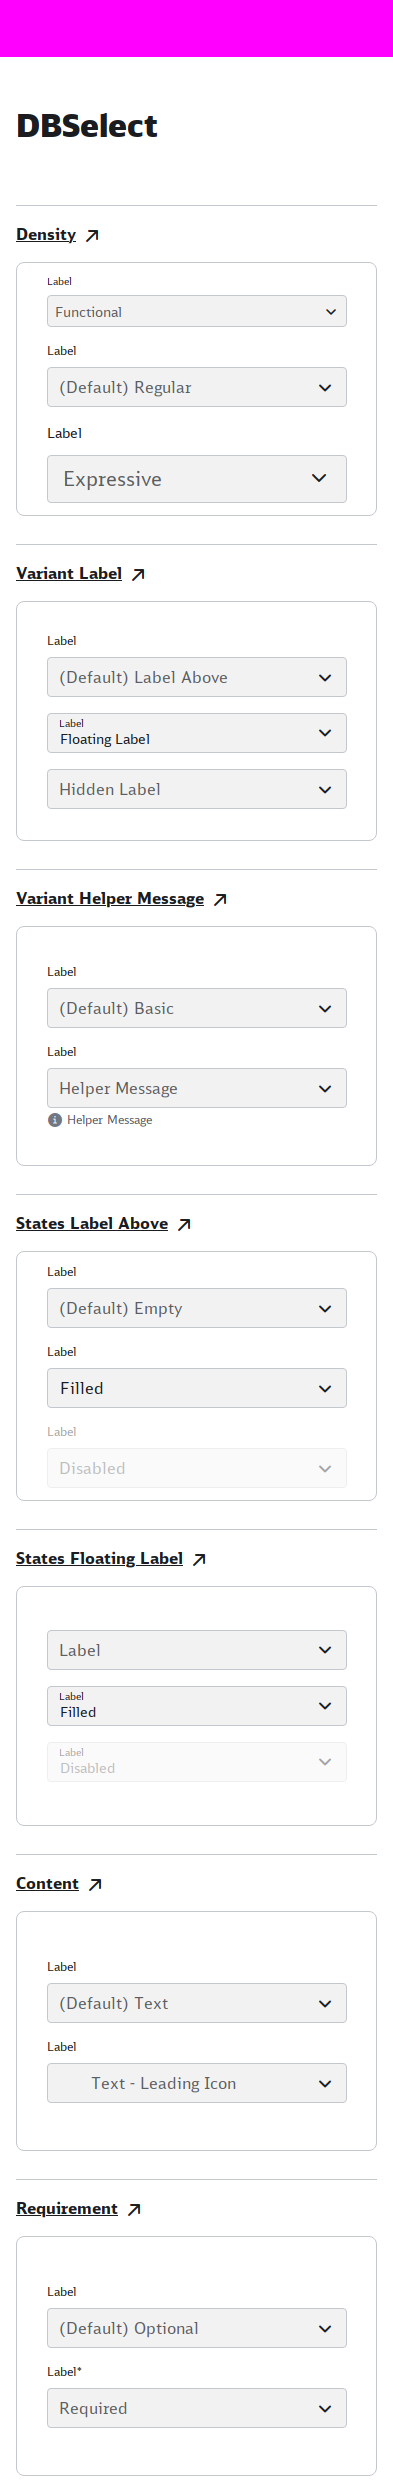 DBSelect
Density
Label
Functional
Label
(Default) Regular
Label
Expressive
Variant Label
Label
(Default) Label Above
Label
Floating Label
Hidden Label
Variant Helper Message
Label
(Default) Basic
Label
Helper Message
Helper Message
States Label Above
Label
(Default) Empty
Label
Filled
Label
Disabled
States Floating Label
Label
Label
Filled
Label
Disabled
Content
Label
(Default) Text
Label
Text - Leading Icon
Requirement
Label
(Default) Optional
Label*
Required